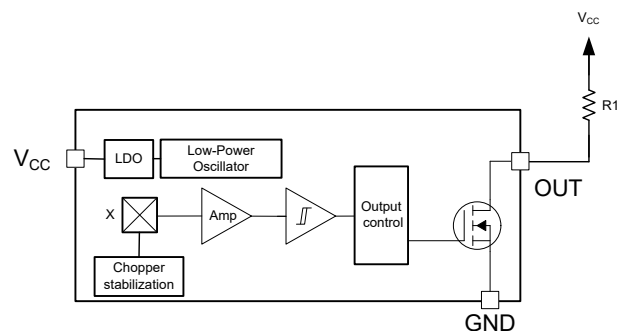 VCC
R1
VCC
LDO
Low-Power
Oscillator
OUT
X
Amp
Output
control
Chopper
stabilization
GND